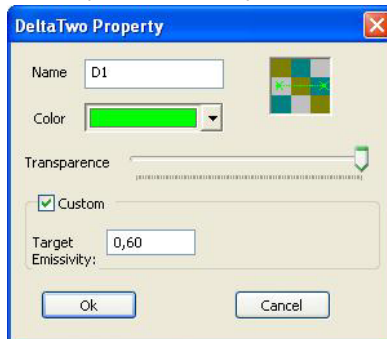 DeltaTwo Property
Name D1
Color
Transparence
Custom
Target
Emissivity: 0,60
Ok Cancel